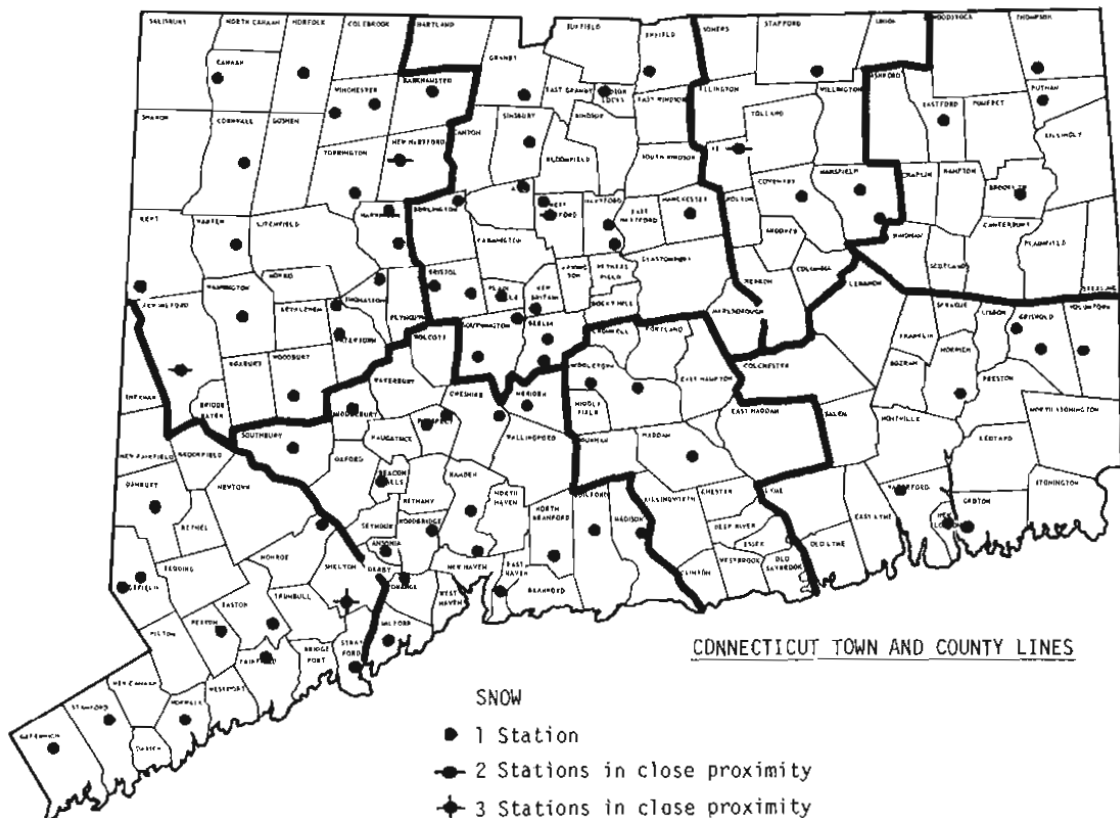 SALISBURY
NORTH CANAAN
NORFOLK
COLEBROOK
HARTLAND
SUFFIELD
ENFIELD
SOMERS
STAFFORD
UNION
WOODSTOCK
THOMPSON
CANAAN
WINCHESTER
BARKHAMSTED
GRANBY
EAST GRANBY
WINDSOR LOCKS
EAST WINDSOR
ELLINGTON
WILLINGTON
ASHFORD
EASTFORD
POMFRET
PUTNAM
KILLINGLY
SHARON
CORNWALL
GOSHEN
TORRINGTON
NEW HARTFORD
CANTON
SIMSBURY
WINDSOR
BLOOMFIELD
SOUTH WINDSOR
TOLLAND
COVENTRY
MANSFIELD
CHAPLIN
HAMPTON
BROOKLYN
KENT
WARREN
LITCHFIELD
HARWINTON
BURLINGTON
WEST HARTFORD
HARTFORD
EAST HARTFORD
MANCHESTER
BOLTON
ANDOVER
COLUMBIA
WINDHAM
SCOTLAND
CANTERBURY
PLAINFIELD
STERLING
NEW MILFORD
WASHINGTON
MORRIS
BETHLEHEM
THOMASTON
PLYMOUTH
BRISTOL
FARMINGTON
PLAINVILLE
NEW BRITAIN
WETHERSFIELD
ROCKY HILL
GLASTONBURY
HEBRON
MARLBOROUGH
LEBANON
SPRAGUE
LISBON
GRISWOLD
VOLUNTOWN
SHERMAN
BRIDGEWATER
ROXBURY
WOODBURY
WATERTOWN
WOLCOTT
SOUTHINGTON
BERLIN
CROMWELL
PORTLAND
EAST HAMPTON
COLCHESTER
FRANKLIN
BOZRAH
NORWICH
PRESTON
NORTH STONINGTON
NEW FAIRFIELD
BROOKFIELD
SOUTHBURY
MIDDLEBURY
WATERBURY
NAUGATUCK
PROSPECT
CHESHIRE
MERIDEN
WALLINGFORD
MIDDLETOWN
MIDDLEFIELD
DURHAM
HADDAM
EAST HADDAM
SALEM
MONTVILLE
LEDYARD
STONINGTON
DANBURY
BETHEL
NEWTOWN
OXFORD
BEACON FALLS
BETHANY
HAMDEN
NORTH HAVEN
NORTH BRANFORD
GUILFORD
MADISON
KILLINGWORTH
CHESTER
DEEP RIVER
ESSEX
LYME
EAST LYME
WATERFORD
NEW LONDON
GROTON
REDDING
MONROE
SEYMOUR
ANSONIA
WOODBRIDGE
SHELTON
DERBY
ORANGE
NEW HAVEN
WEST HAVEN
EAST HAVEN
BRANFORD
CLINTON
WESTBROOK
OLD SAYBROOK
OLD LYME
EASTON
TRUMBULL
STRATFORD
MILFORD
BRIDGEPORT
FAIRFIELD
WESTPORT
NEW CANAAN
NORWALK
DARIEN
STAMFORD
GREENWICH
CONNECTICUT TOWN AND COUNTY LINES
SNOW
1 Station
2 Stations in close proximity
3 Stations in close proximity